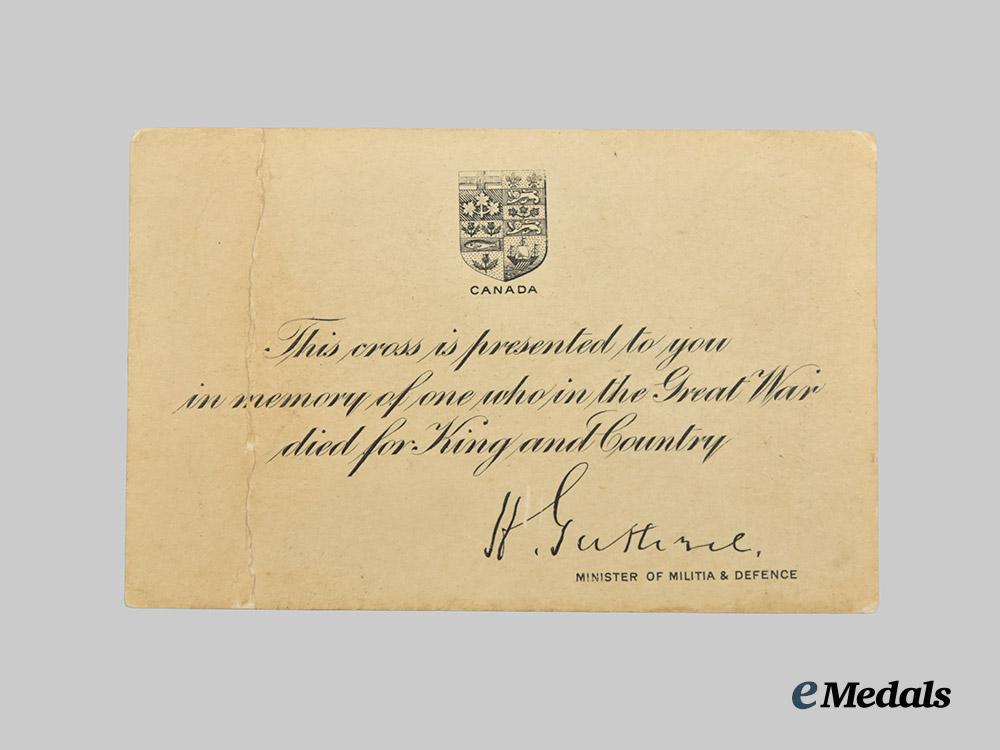 CANADA
This cross is presented to you
in memory of one who in the Great War
died for King and Country
H. Guthrie.
MINISTER OF MILITIA & DEFENCE
eMedals